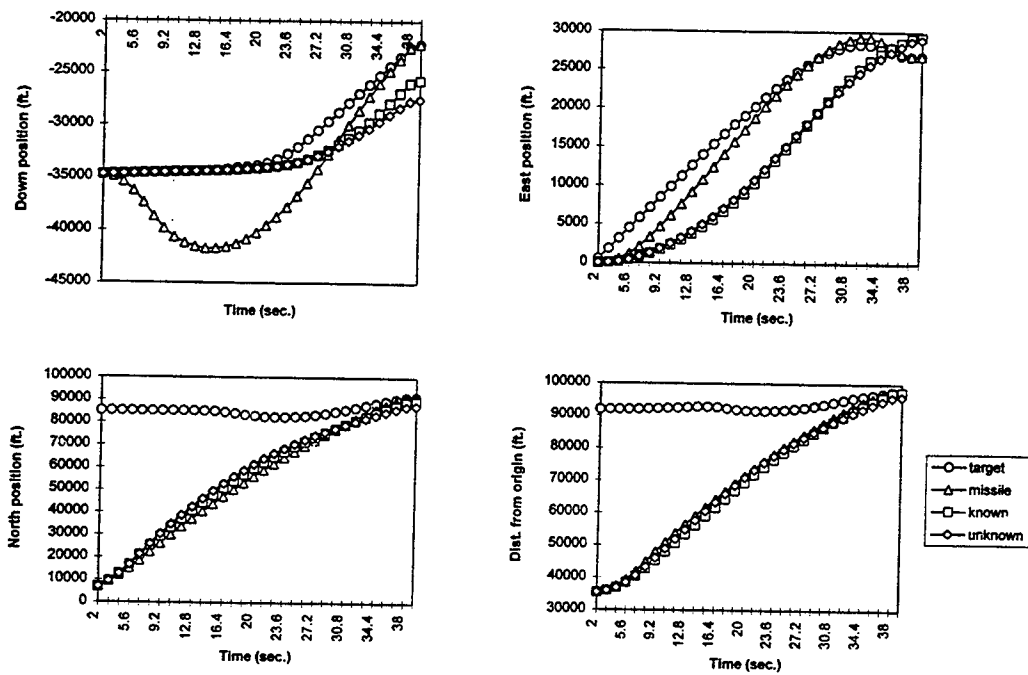 -20000
-25000
-30000
-35000
-40000
-45000
2 5.6 9.2 12.8 16.4 20 23.6 27.2 30.8 34.4 38
Down position (ft.)
Time (sec.)
30000
25000
20000
15000
10000
5000
0
2 5.6 9.2 12.8 16.4 20 23.6 27.2 30.8 34.4 38
East position (ft.)
Time (sec.)
100000
90000
80000
70000
60000
50000
40000
30000
20000
10000
0
2 5.6 9.2 12.8 16.4 20 23.6 27.2 30.8 34.4 38
North position (ft.)
Time (sec.)
100000
90000
80000
70000
60000
50000
40000
30000
2 5.6 9.2 12.8 16.4 20 23.6 27.2 30.8 34.4 38
Dist. from origin (ft.)
Time (sec.)
target
missile
known
unknown